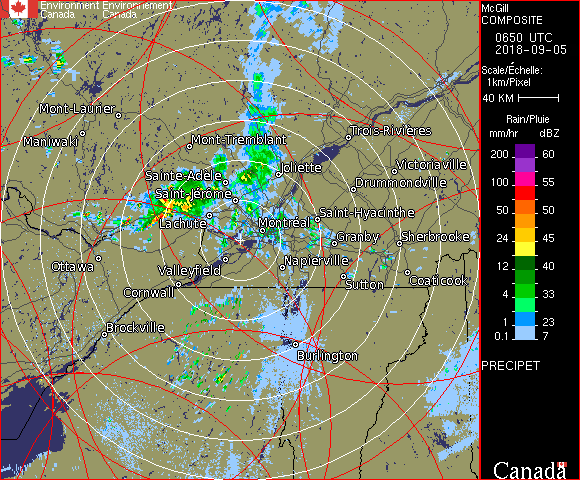 Environment Environnement
Canada Canada
Mont-Laurier
Maniwaki
Mont-Tremblant
Trois-Rivières
Joliette
Victoriaville
Sainte-Adèle
Drummondville
Saint-Jérôme
Saint-Hyacinthe
Lachute
Montréal
Granby
Sherbrooke
Ottawa
Valleyfield
Napierville
Sutton
Coaticook
Cornwall
Brockville
Burlington
McGill
COMPOSITE
0650 UTC
2018-09-05
Scale/Échelle:
1km/Pixel
40 KM
Rain/Pluie
mm/hr dBZ
200 60
100 55
50 50
24 45
12 40
4 33
1 23
0.1 7
PRECIPET
Canada